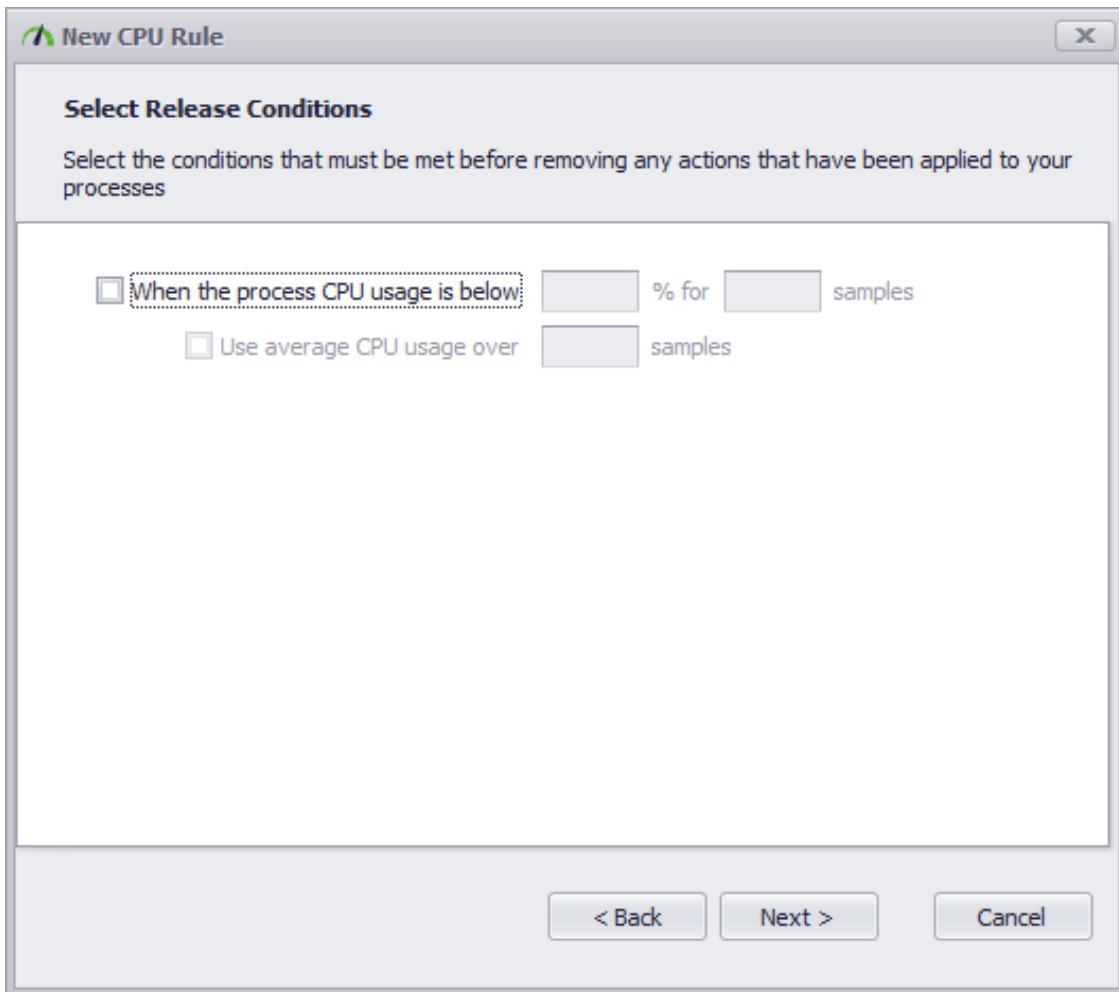 New CPU Rule
Select Release Conditions
Select the conditions that must be met before removing any actions that have been applied to your
processes
When the process CPU usage is below % for samples
Use average CPU usage over samples
< Back Next > Cancel